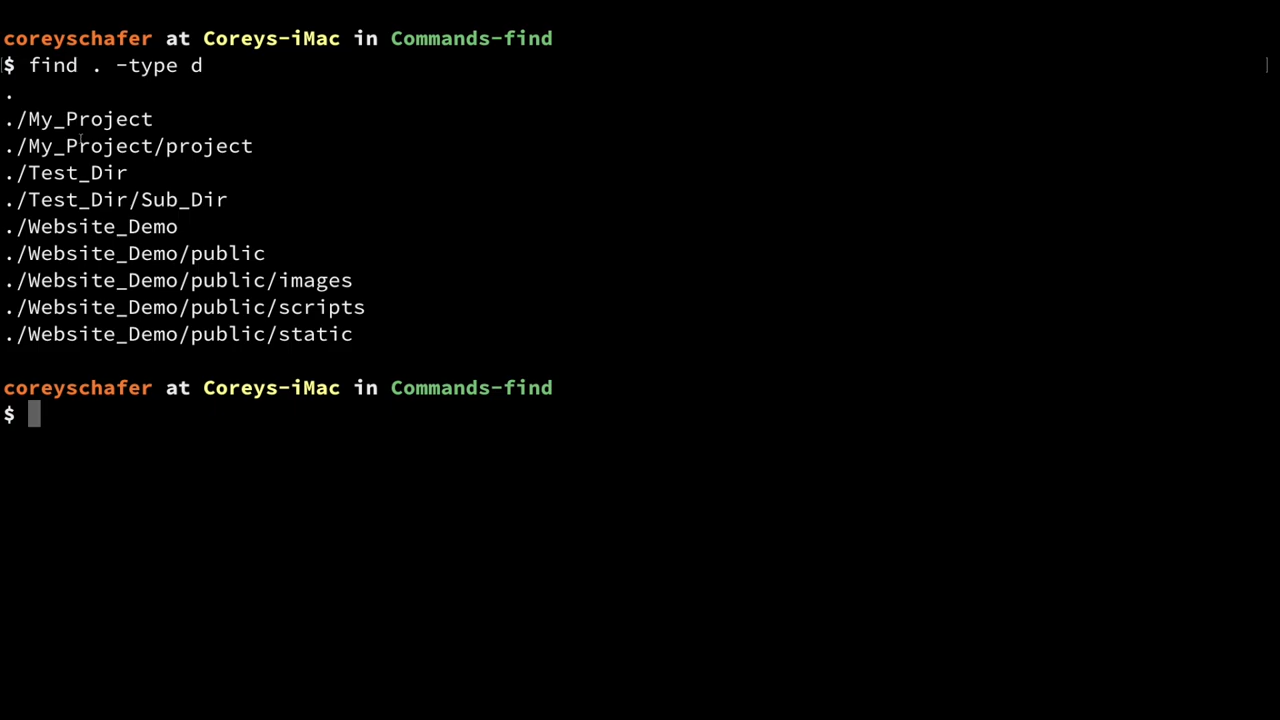 coreyschafer at Coreys-iMac in Commands-find
$ find . -type d
.
./My_Project
./My_Project/project
./Test_Dir
./Test_Dir/Sub_Dir
./Website_Demo
./Website_Demo/public
./Website_Demo/public/images
./Website_Demo/public/scripts
./Website_Demo/public/static
coreyschafer at Coreys-iMac in Commands-find
$